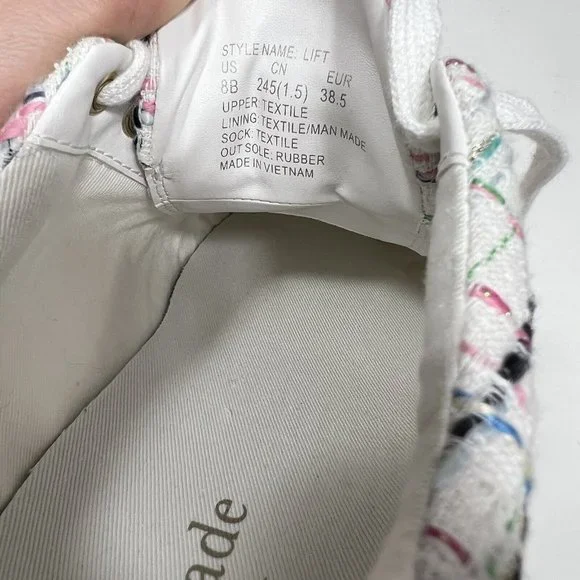 STYLE NAME: LIFT
US CN EUR
8B 245(1.5) 38.5
UPPER: TEXTILE
LINING: TEXTILE/MAN MADE
SOCK: TEXTILE
OUT SOLE: RUBBER
MADE IN VIETNAM
ade